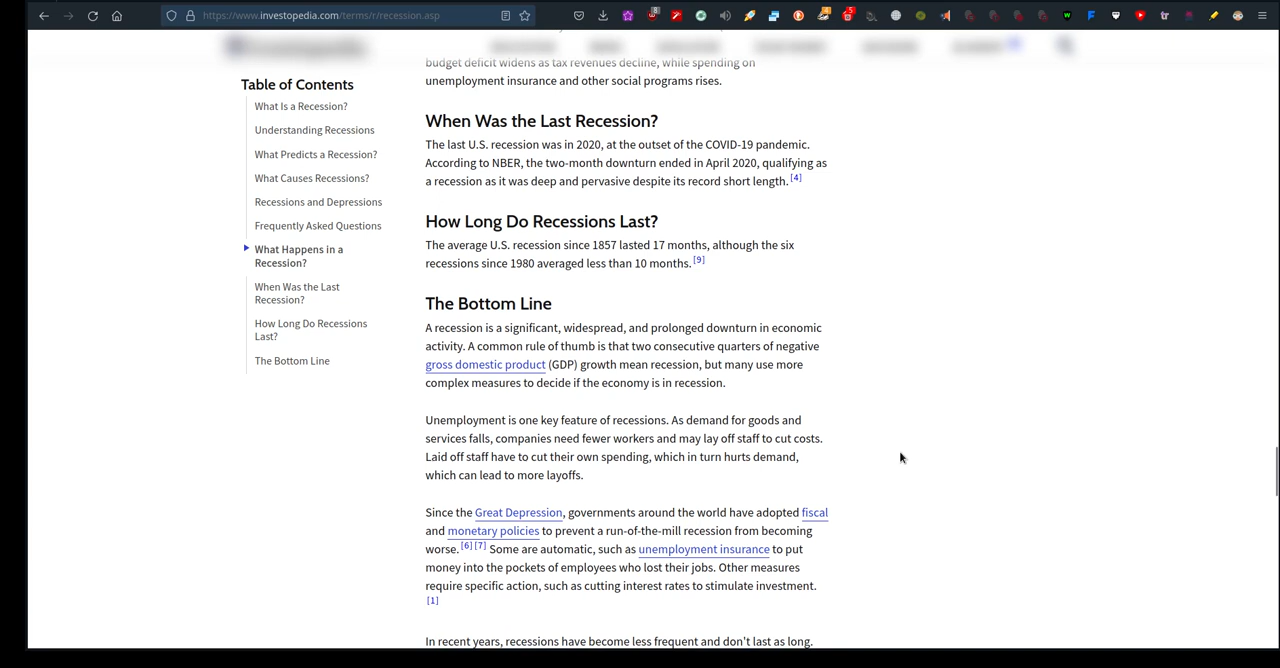 https://www.investopedia.com/terms/r/recession.asp
budget deficit widens as tax revenues decline, while spending on
unemployment insurance and other social programs rises.
Table of Contents
What Is a Recession?
Understanding Recessions
What Predicts a Recession?
What Causes Recessions?
Recessions and Depressions
Frequently Asked Questions
What Happens in a
Recession?
When Was the Last
Recession?
How Long Do Recessions
Last?
The Bottom Line
When Was the Last Recession?
The last U.S. recession was in 2020, at the outset of the COVID-19 pandemic.
According to NBER, the two-month downturn ended in April 2020, qualifying as
a recession as it was deep and pervasive despite its record short length. [4]
How Long Do Recessions Last?
The average U.S. recession since 1857 lasted 17 months, although the six
recessions since 1980 averaged less than 10 months. [9]
The Bottom Line
A recession is a significant, widespread, and prolonged downturn in economic
activity. A common rule of thumb is that two consecutive quarters of negative
gross domestic product (GDP) growth mean recession, but many use more
complex measures to decide if the economy is in recession.
Unemployment is one key feature of recessions. As demand for goods and
services falls, companies need fewer workers and may lay off staff to cut costs.
Laid off staff have to cut their own spending, which in turn hurts demand,
which can lead to more layoffs.
Since the Great Depression, governments around the world have adopted fiscal
and monetary policies to prevent a run-of-the-mill recession from becoming
worse. [6] [7] Some are automatic, such as unemployment insurance to put
money into the pockets of employees who lost their jobs. Other measures
require specific action, such as cutting interest rates to stimulate investment.
[1]
In recent years, recessions have become less frequent and don't last as long.